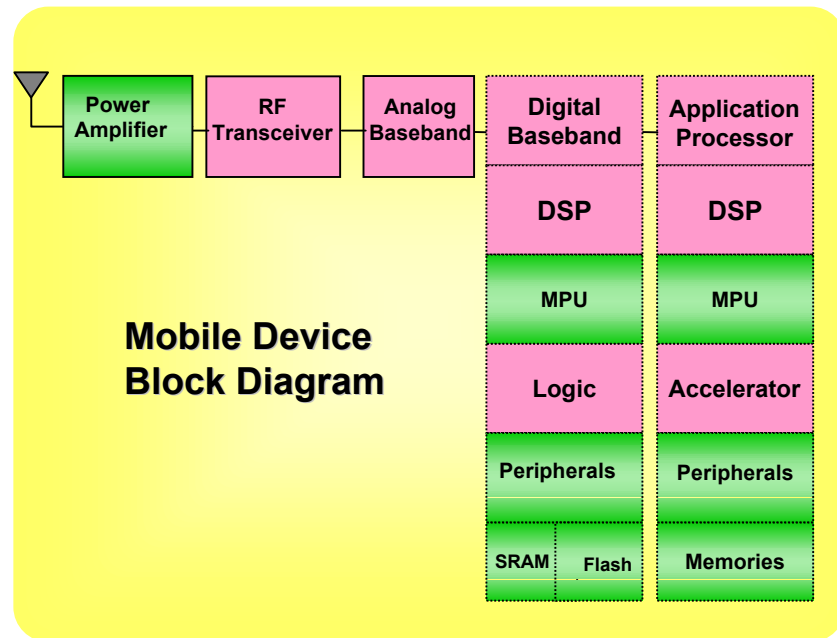 Power
Amplifier
RF
Transceiver
Analog
Baseband
Digital
Baseband
Application
Processor
DSP
DSP
MPU
MPU
Mobile Device
Block Diagram
Logic
Accelerator
Peripherals
Peripherals
SRAM
Flash
Memories